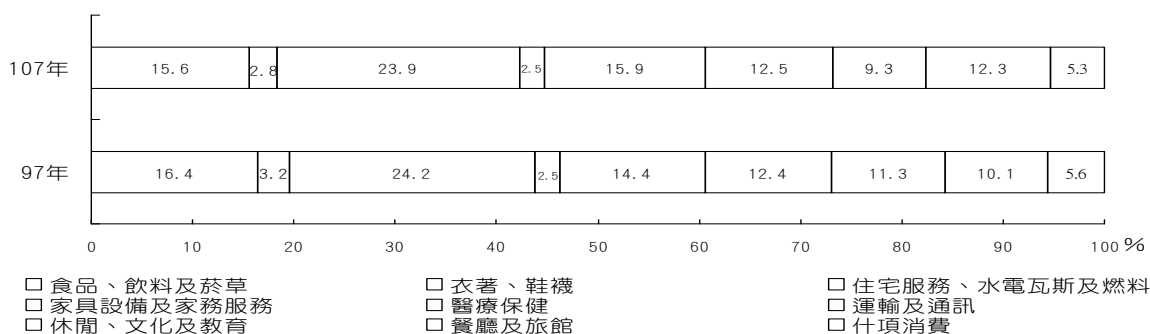 107年 15.6 2.8 23.9 2.5 15.9 12.5 9.3 12.3 5.3
97年 16.4 3.2 24.2 2.5 14.4 12.4 11.3 10.1 5.6
0 10 20 30 40 50 60 70 80 90 100 %
食品、飲料及菸草 衣著、鞋襪 住宅服務、水電瓦斯及燃料
家具設備及家務服務 醫療保健 運輸及通訊
休閒、文化及教育 餐廳及旅館 什項消費